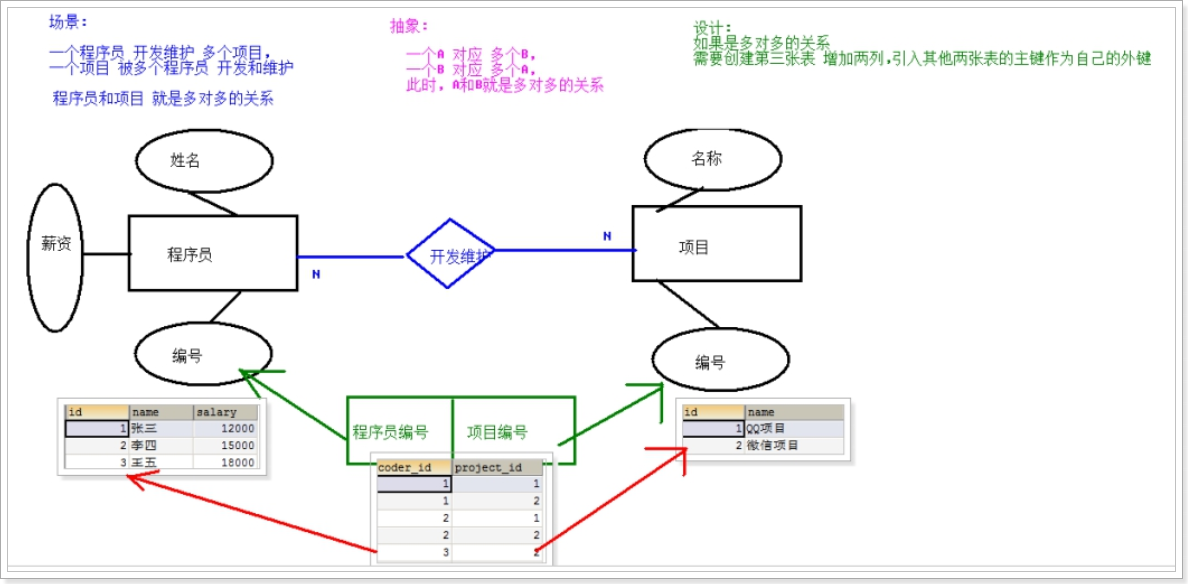 场景:
一个程序员 开发维护 多个项目,
一个项目 被多个程序员 开发和维护
程序员和项目 就是多对多的关系
抽象:
一个A 对应 多个B,
一个B 对应 多个A,
此时, A和B就是多对多的关系
设计:
如果是多对多的关系
需要创建第三张表 增加两列,引入其他两张表的主键作为自己的外键
姓名
名称
薪资
程序员
N
开发维护
N
项目
编号
编号
id name salary
1 张三 12000
2 李四 15000
3 王五 18000
程序员编号 项目编号
coder_id project_id
1 1
1 2
2 1
2 2
3 2
id name
1 QQ项目
2 微信项目